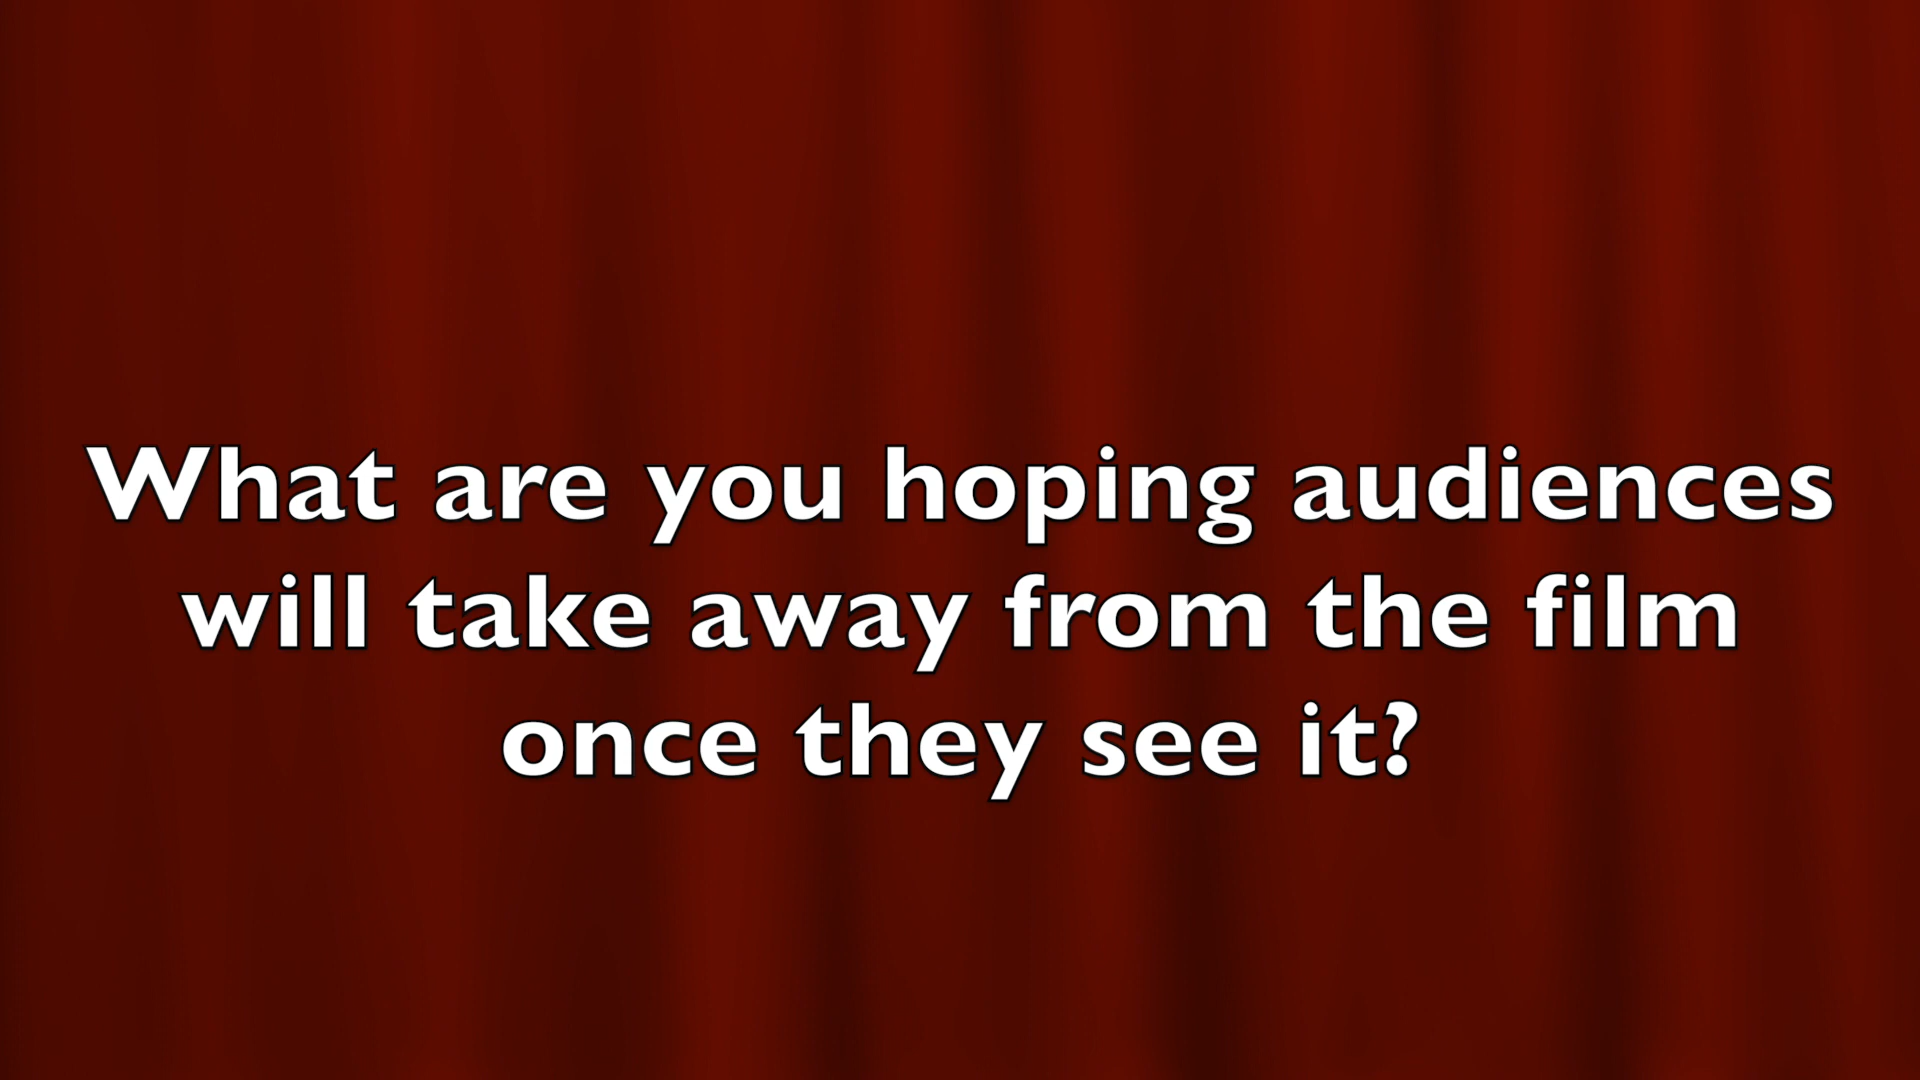 What are you hoping audiences
will take away from the film
once they see it?